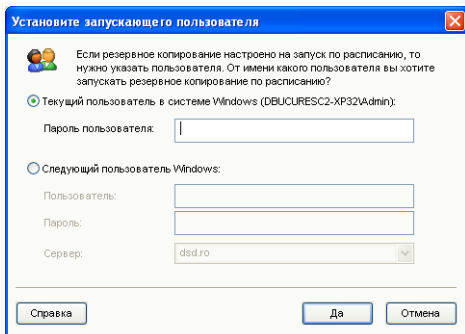 Установите запускающего пользователя
Если резервное копирование настроено на запуск по расписанию, то
нужно указать пользователя. От имени какого пользователя вы хотите
запускать резервное копирование по расписанию?
Текущий пользователь в системе Windows (DBUCURESC2-XP32\Admin):
Пароль пользователя:
Следующий пользователь Windows:
Пользователь:
Пароль:
Сервер:
dsd.ro
Справка
Да
Отмена